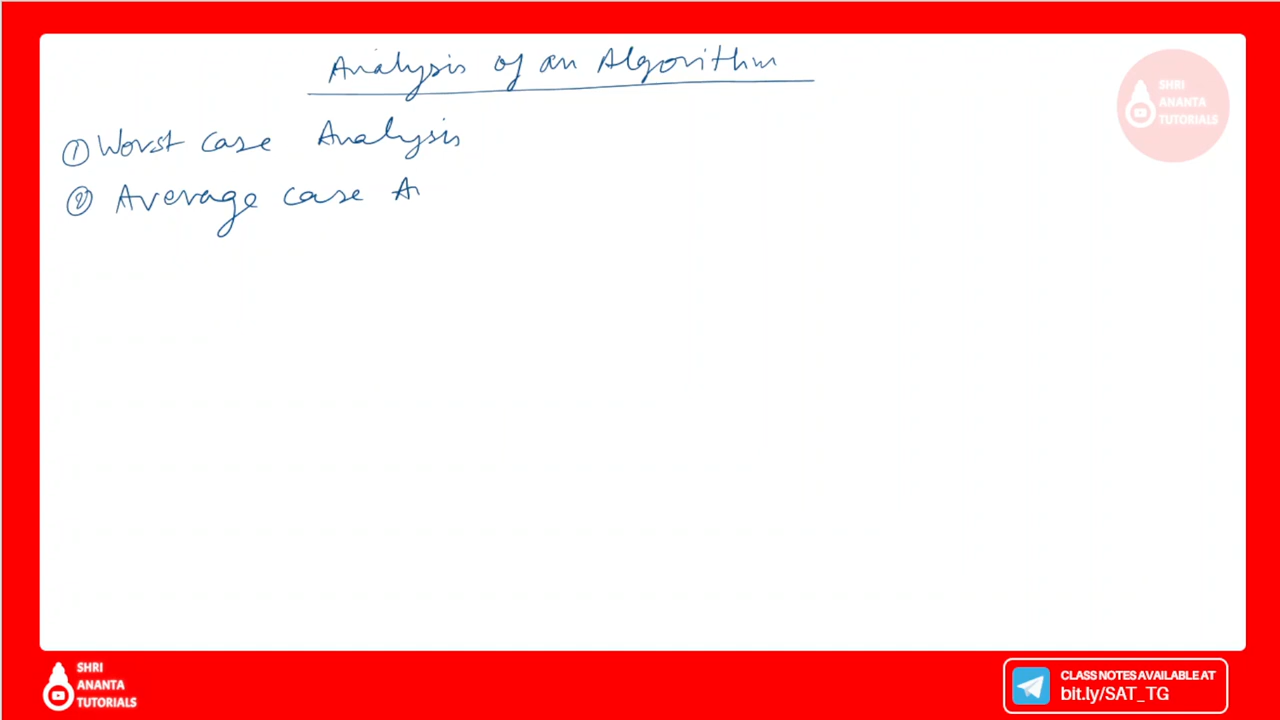 Analysis of an Algorithm
① Worst case Analysis
② Average case A
SHRI
ANANTA
TUTORIALS
SHRI
ANANTA
TUTORIALS
CLASS NOTES AVAILABLE AT
bit.ly/SAT_TG